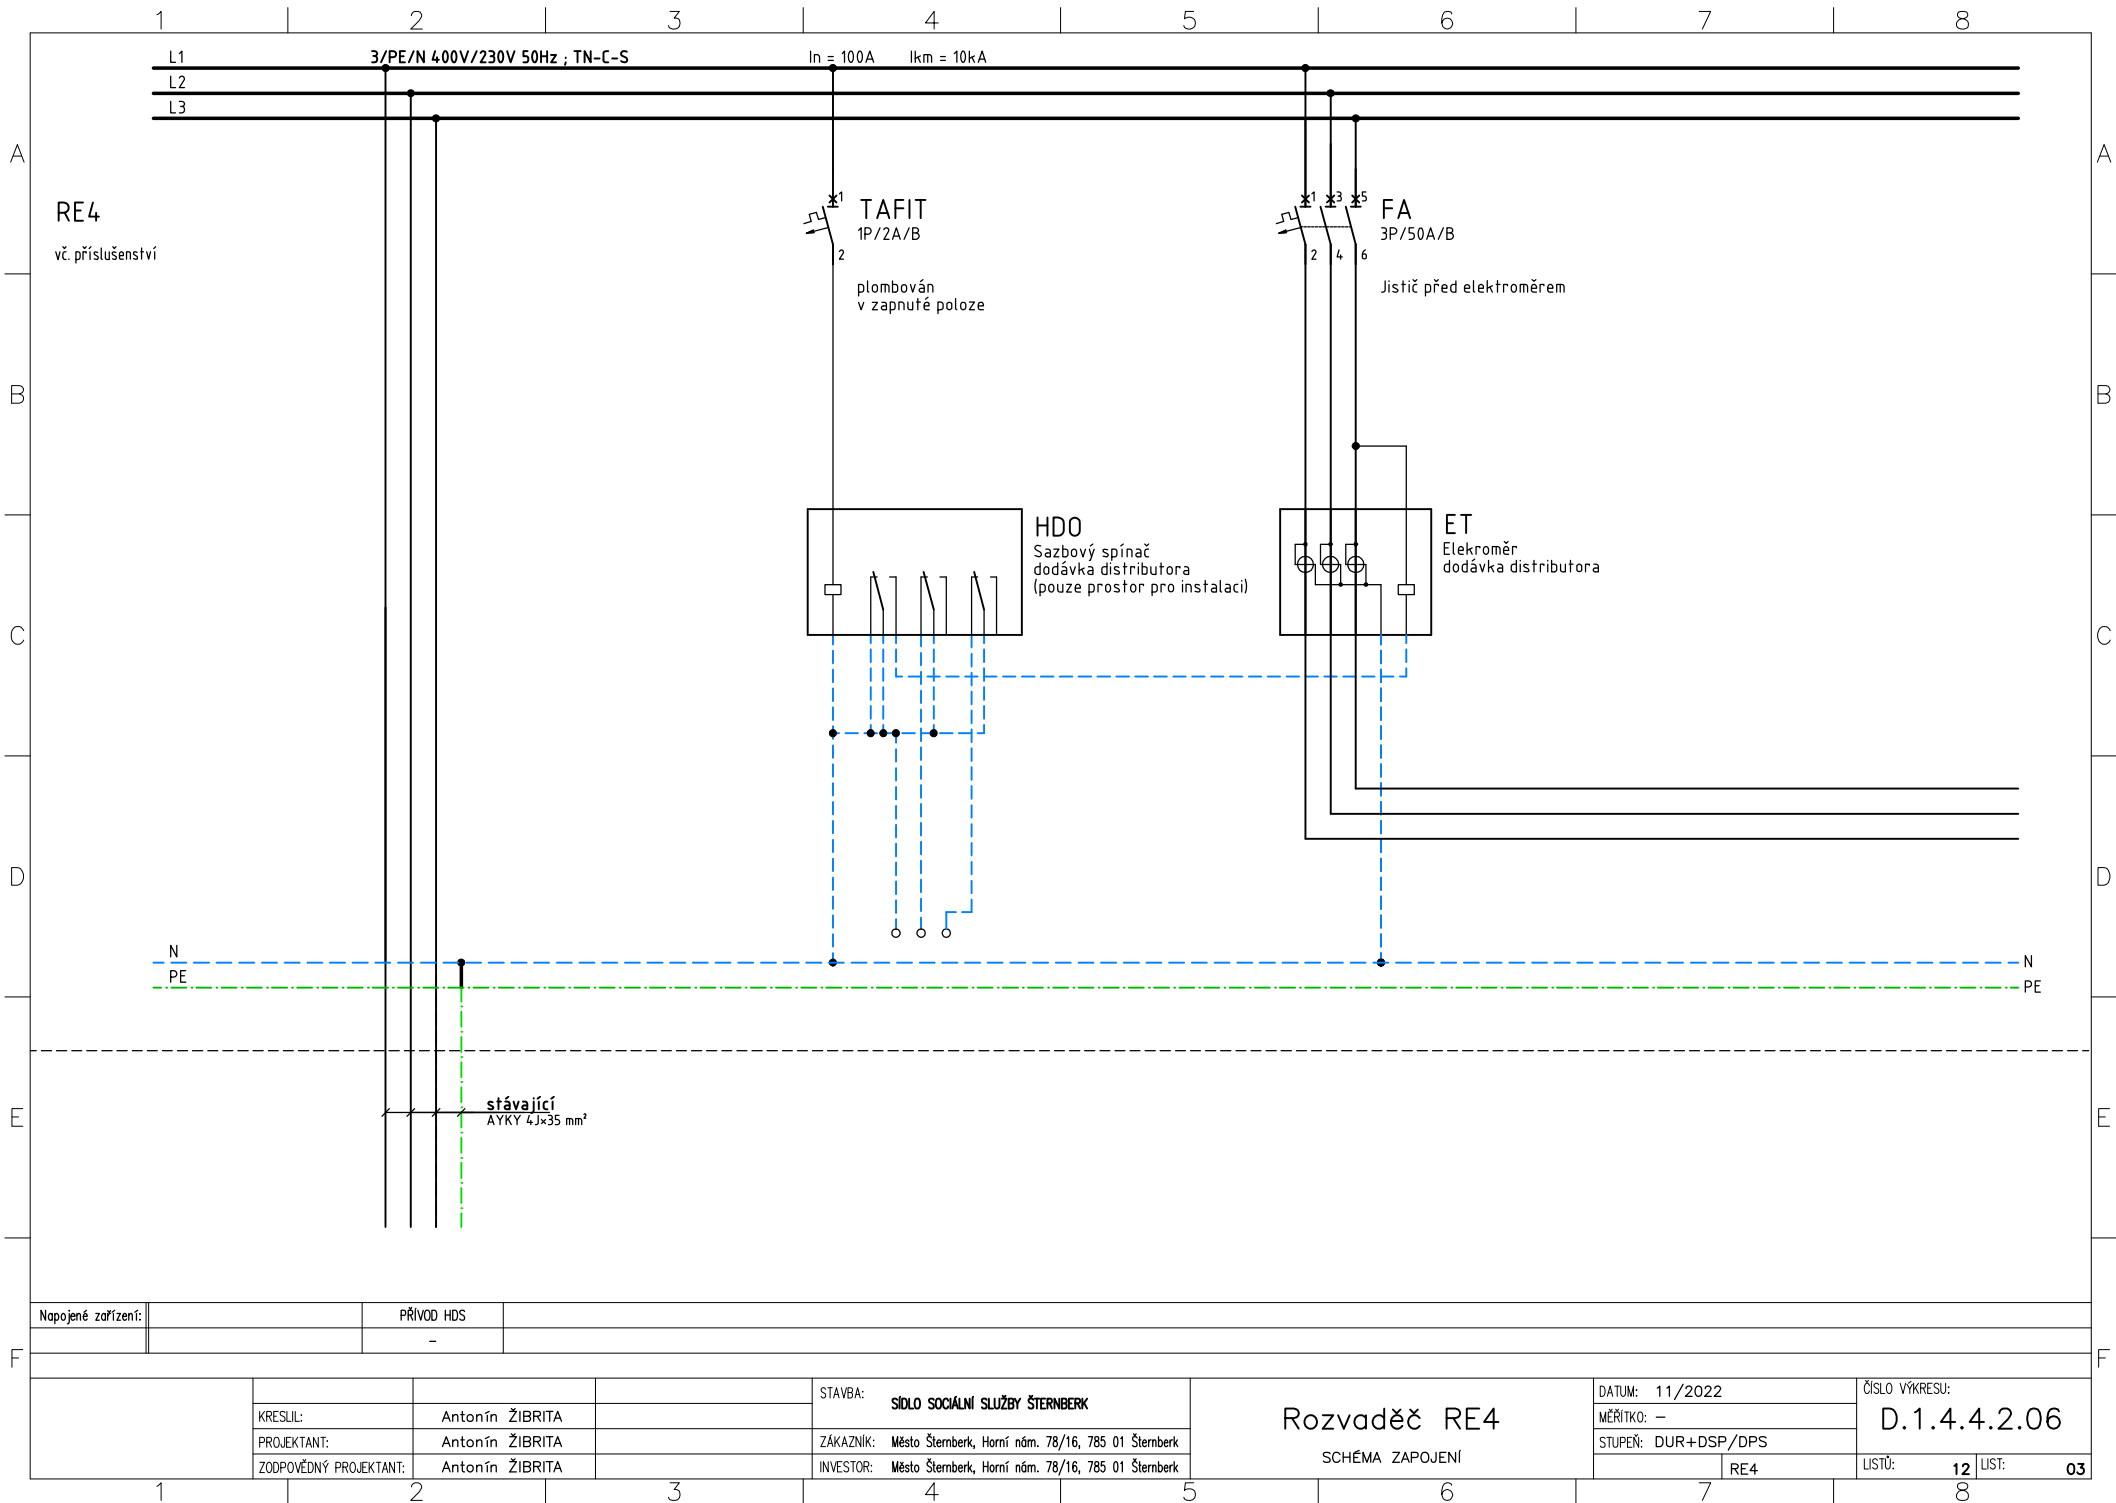 1 2 3 4 5 6 7 8
L1 3/PE/N 400V/230V 50Hz ; TN-C-S In = 100A Ikm = 10kA
L2
L3
A A
RE4
vč. příslušenství
1 TAFIT
1P/2A/B
2
plombován
v zapnuté poloze
1 3 5 FA
3P/50A/B
2 4 6
Jistič před elektroměrem
B B
HDO
Sazbový spínač
dodávka distributora
(pouze prostor pro instalaci)
ET
Elekroměr
dodávka distributora
C C
D D
N N
PE PE
stávající
AYKY 4J×35 mm²
E E
Napojené zařízení: PŘÍVOD HDS
–
F F
KRESLIL: Antonín ŽIBRITA
PROJEKTANT: Antonín ŽIBRITA
ZODPOVĚDNÝ PROJEKTANT: Antonín ŽIBRITA
STAVBA: SÍDLO SOCIÁLNÍ SLUŽBY ŠTERNBERK
ZÁKAZNÍK: Město Šternberk, Horní nám. 78/16, 785 01 Šternberk
INVESTOR: Město Šternberk, Horní nám. 78/16, 785 01 Šternberk
Rozvaděč RE4
SCHÉMA ZAPOJENÍ
DATUM: 11/2022
MĚŘÍTKO: –
STUPEŇ: DUR+DSP/DPS
RE4
ČÍSLO VÝKRESU:
D.1.4.4.2.06
LISTŮ: 12 LIST: 03
1 2 3 4 5 6 7 8